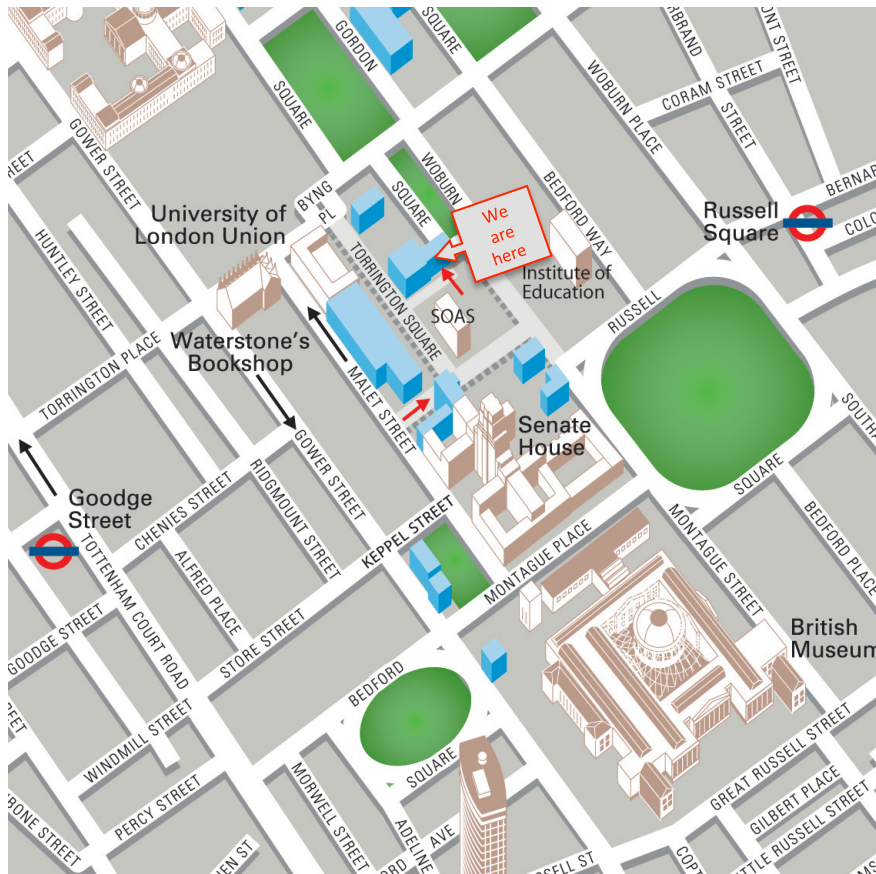 GORDON
SQUARE
SQUARE
WOBURN PLACE
CORAM STREET
STREET
GOWER STREET
SQUARE
BYNG
PL
WOBURN
SQUARE
BEDFORD WAY
We
are
here
Russell
Square
University of
London Union
HUNTLEY STREET
TORRINGTON SQUARE
Institute of
Education
SOAS
RUSSELL
Waterstone's
Bookshop
TORRINGTON PLACE
MALET STREET
Senate
House
SQUARE
GOWER STREET
Goodge
Street
CHENIES STREET
RIDGMOUNT STREET
KEPPEL STREET
MONTAGUE PLACE
MONTAGUE STREET
BEDFORD PLACE
TOTTENHAM COURT ROAD
ALFRED PLACE
STORE STREET
GOODGE STREET
British
Museum
BEDFORD
SQUARE
WINDMILL STREET
PERCY STREET
MORWELL STREET
ADELINE
AVE
GREAT RUSSELL STREET
GILBERT PLACE
RUSSELL STREET